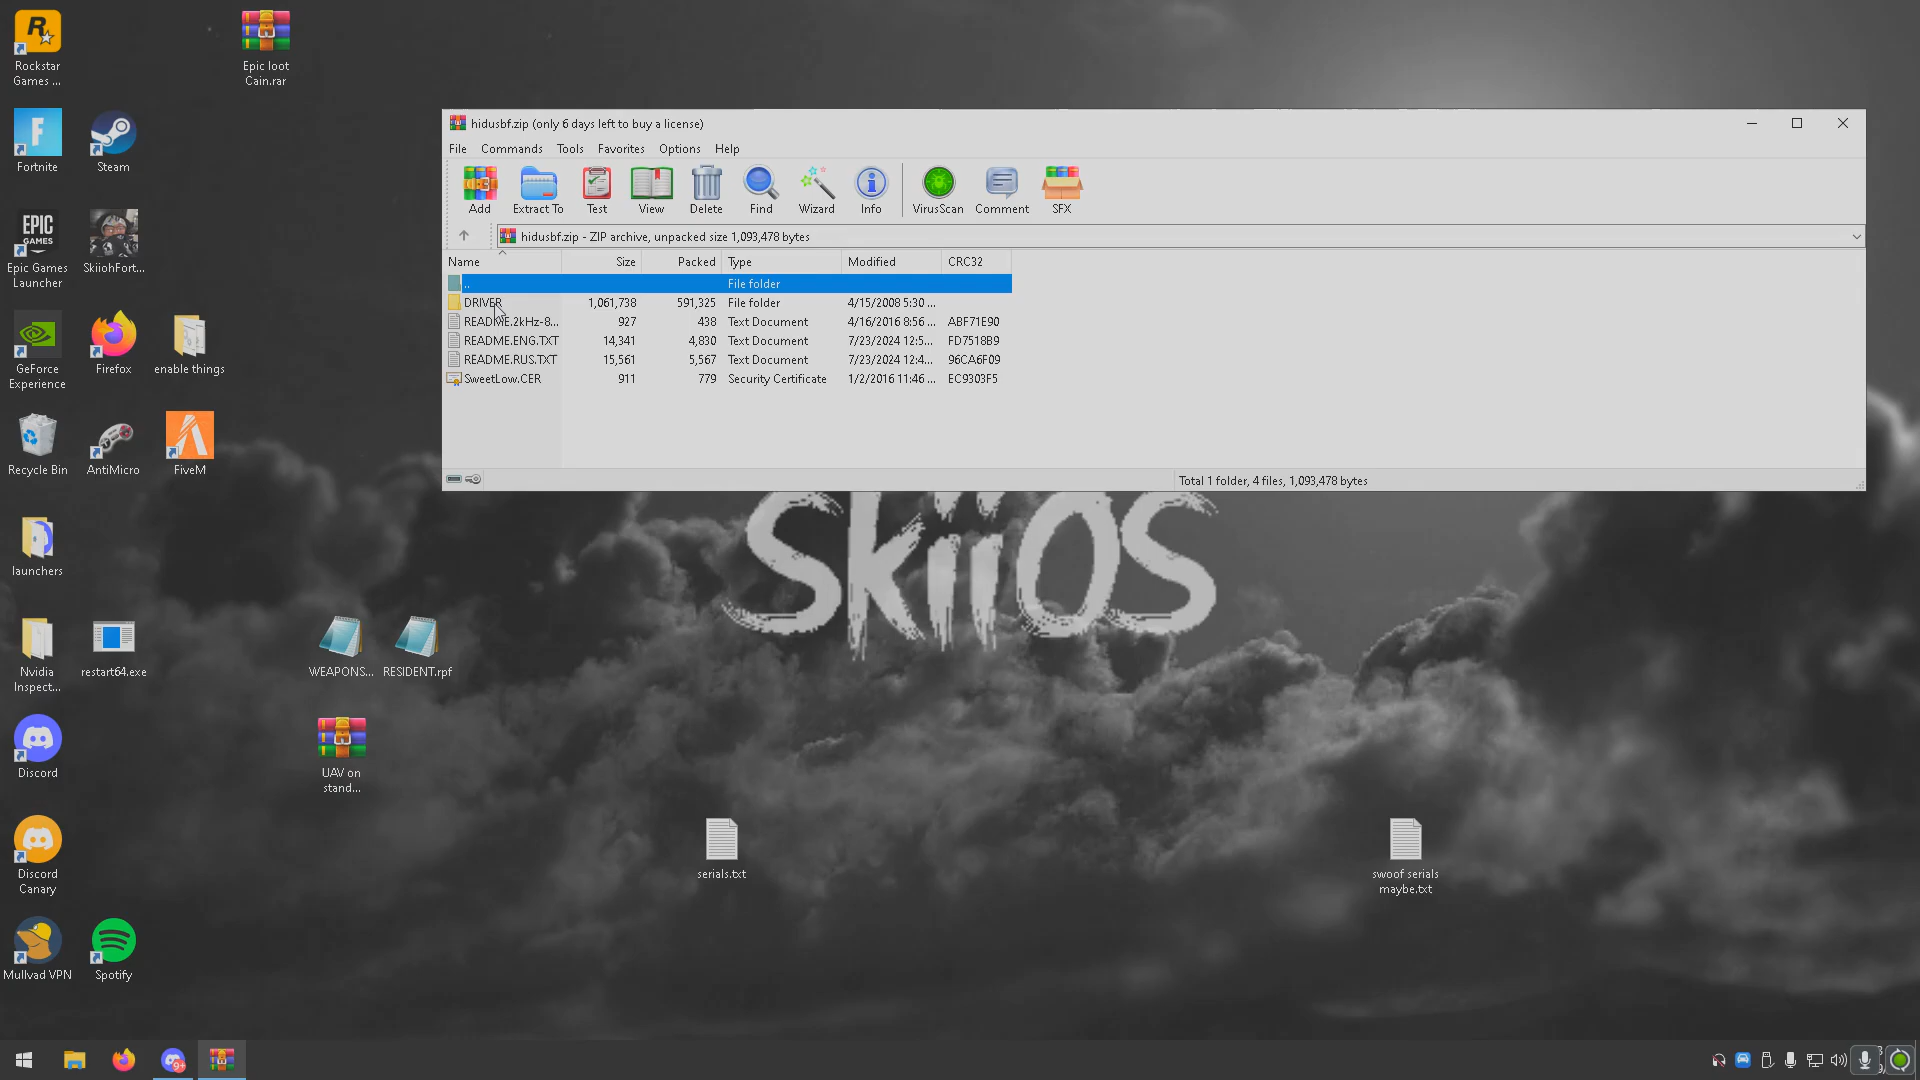 Rockstar
Games ...
Epic loot
Cain.rar
Fortnite
Steam
EPIC
GAMES
Epic Games
Launcher
SkiiohFort...
GeForce
Experience
Firefox
enable things
Recycle Bin
AntiMicro
FiveM
launchers
Nvidia
Inspect...
restart64.exe
WEAPONS...
RESIDENT.rpf
Discord
UAV on
stand...
Discord
Canary
serials.txt
swoof serials
maybe.txt
Mullvad VPN
Spotify
hidusbf.zip (only 6 days left to buy a license)
File Commands Tools Favorites Options Help
Add Extract To Test View Delete Find Wizard Info VirusScan Comment SFX
hidusbf.zip - ZIP archive, unpacked size 1,093,478 bytes
Name Size Packed Type Modified CRC32
.. File folder
DRIVER 1,061,738 591,325 File folder 4/15/2008 5:30 ...
README.2kHz-8... 927 438 Text Document 4/16/2016 8:56 ... ABF71E90
README.ENG.TXT 14,341 4,830 Text Document 7/23/2024 12:5... FD7518B9
README.RUS.TXT 15,561 5,567 Text Document 7/23/2024 12:4... 96CA6F09
SweetLow.CER 911 779 Security Certificate 1/2/2016 11:46 ... EC9303F5
Total 1 folder, 4 files, 1,093,478 bytes
SkiiOS
9+